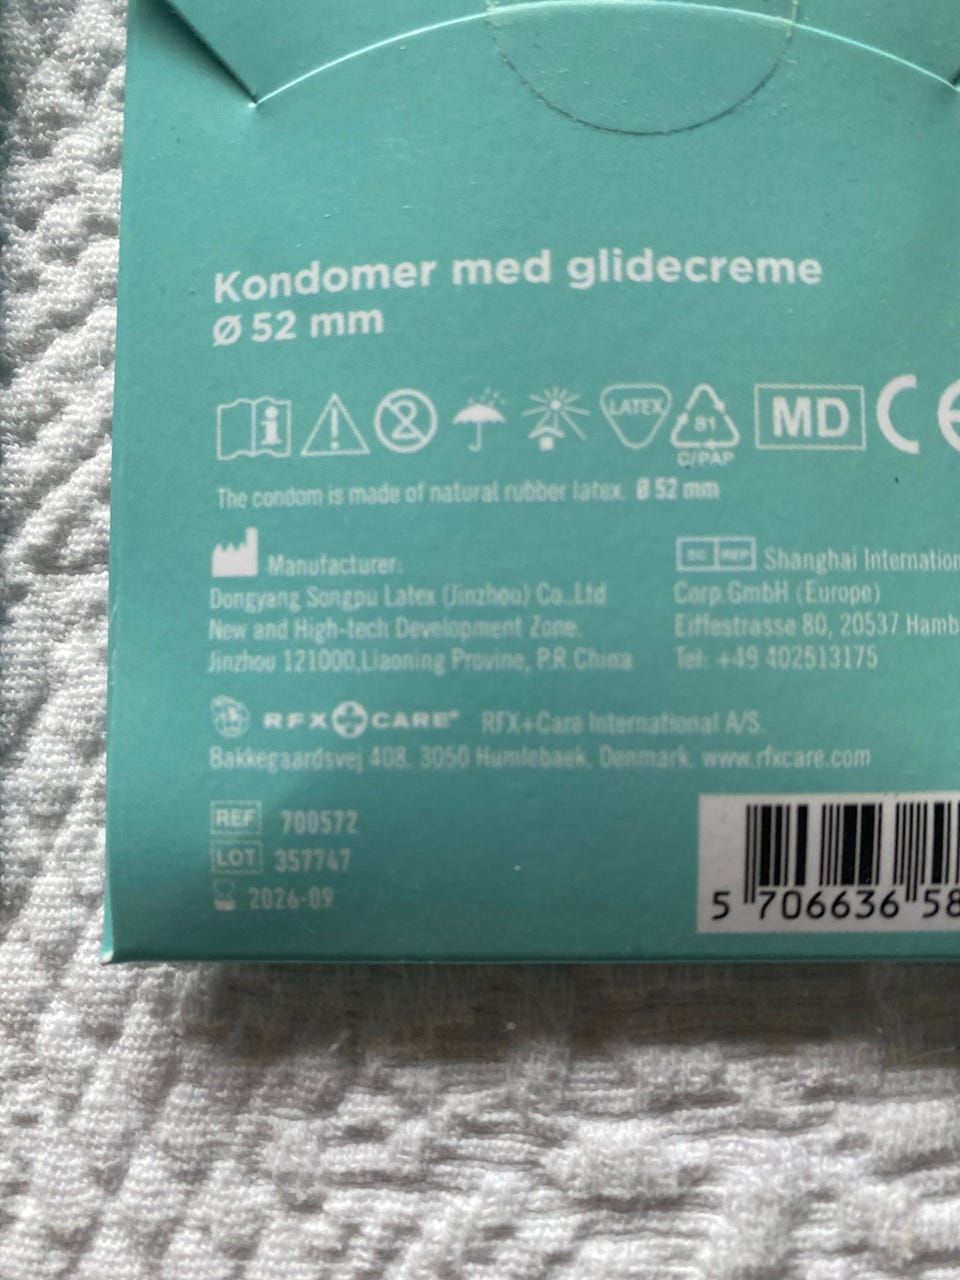 Kondomer med glidecreme
Ø 52 mm
LATEX
81
C/PAP
MD
CE
The condom is made of natural rubber latex. Ø 52 mm
Manufacturer:
Dongyang Songpu Latex (Jinzhou) Co.,Ltd
New and High-tech Development Zone,
Jinzhou 121000,Liaoning Provine, P.R.China
EC REP Shanghai Internation
Corp.GmbH (Europe)
Eiffestrasse 80, 20537 Hamb
Tel: +49 402513175
RFX CARE RFX+Care International A/S.
Bakkegaardsvej 408. 3050 Humlebaek. Denmark. www.rfxcare.com
REF 700572
LOT 357747
2026-09
5 706636 58